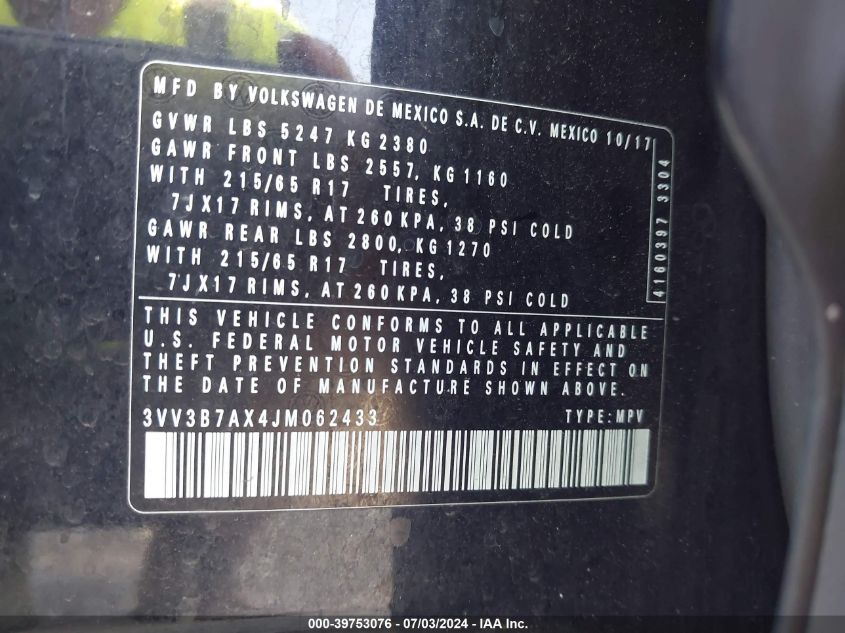 MFD BY VOLKSWAGEN DE MEXICO S.A. DE C.V. MEXICO 10/17
GVWR LBS 5247 KG 2380
GAWR FRONT LBS 2557, KG 1160
WITH 215/65 R17 TIRES,
7JX17 RIMS, AT 260 KPA, 38 PSI COLD
GAWR REAR LBS 2800, KG 1270
WITH 215/65 R17 TIRES,
7JX17 RIMS, AT 260 KPA, 38 PSI COLD
4160397 3304
THIS VEHICLE CONFORMS TO ALL APPLICABLE
U.S. FEDERAL MOTOR VEHICLE SAFETY AND
THEFT PREVENTION STANDARDS IN EFFECT ON
THE DATE OF MANUFACTURE SHOWN ABOVE.
3VV3B7AX4JM062433 TYPE: MPV
000-39753076 - 07/03/2024 - IAA Inc.